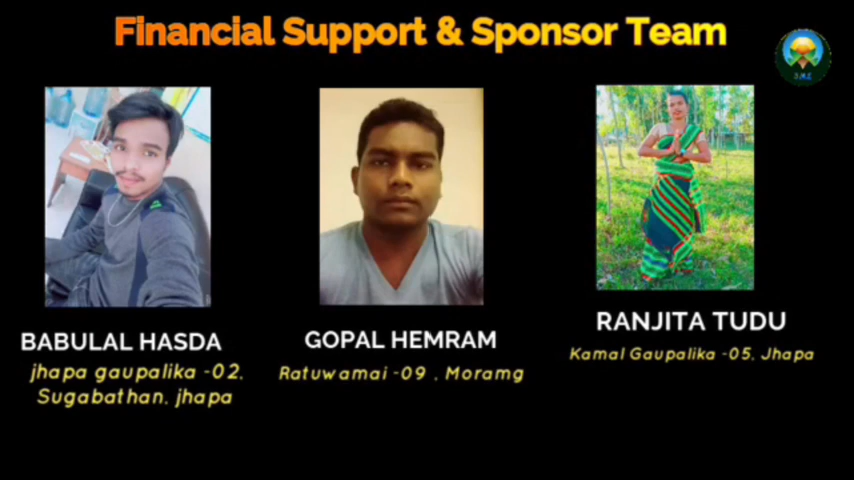 Financial Support & Sponsor Team
BABULAL HASDA
jhapa gaupalika -02,
Sugabathan, jhapa
GOPAL HEMRAM
Ratuwamai -09 , Moramg
RANJITA TUDU
Kamal Gaupalika -05, Jhapa